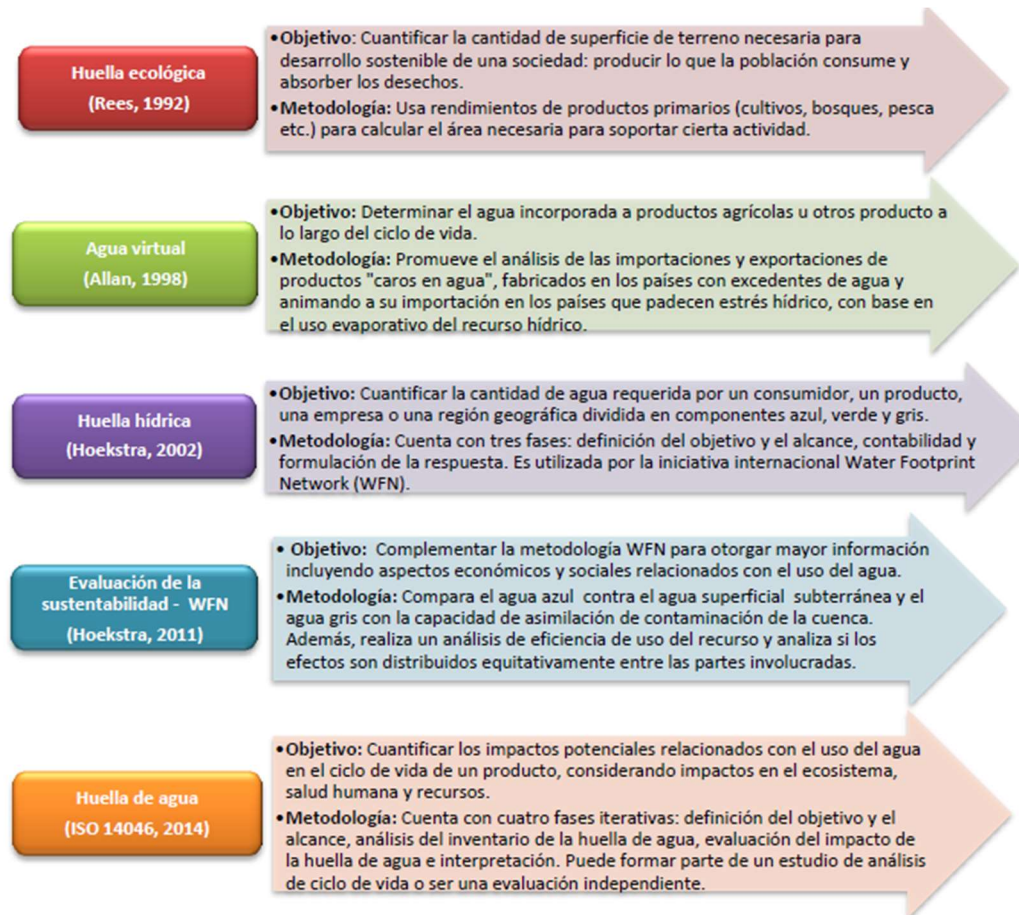 Huella ecológica
(Rees, 1992)
•Objetivo: Cuantificar la cantidad de superficie de terreno necesaria para
desarrollo sostenible de una sociedad: producir lo que la población consume y
absorber los desechos.
•Metodología: Usa rendimientos de productos primarios (cultivos, bosques, pesca
etc.) para calcular el área necesaria para soportar cierta actividad.
Agua virtual
(Allan, 1998)
•Objetivo: Determinar el agua incorporada a productos agrícolas u otros producto a
lo largo del ciclo de vida.
•Metodología: Promueve el análisis de las importaciones y exportaciones de
productos "caros en agua", fabricados en los países con excedentes de agua y
animando a su importación en los países que padecen estrés hídrico, con base en
el uso evaporativo del recurso hídrico.
Huella hídrica
(Hoekstra, 2002)
•Objetivo: Cuantificar la cantidad de agua requerida por un consumidor, un producto,
una empresa o una región geográfica dividida en componentes azul, verde y gris.
•Metodología: Cuenta con tres fases: definición del objetivo y el alcance, contabilidad y
formulación de la respuesta. Es utilizada por la iniciativa internacional Water Footprint
Network (WFN).
Evaluación de la
sustentabilidad - WFN
(Hoekstra, 2011)
• Objetivo: Complementar la metodología WFN para otorgar mayor información
incluyendo aspectos económicos y sociales relacionados con el uso del agua.
•Metodología: Compara el agua azul contra el agua superficial subterránea y el
agua gris con la capacidad de asimilación de contaminación de la cuenca.
Además, realiza un análisis de eficiencia de uso del recurso y analiza si los
efectos son distribuidos equitativamente entre las partes involucradas.
Huella de agua
(ISO 14046, 2014)
•Objetivo: Cuantificar los impactos potenciales relacionados con el uso del agua
en el ciclo de vida de un producto, considerando impactos en el ecosistema,
salud humana y recursos.
•Metodología: Cuenta con cuatro fases iterativas: definición del objetivo y el
alcance, análisis del inventario de la huella de agua, evaluación del impacto de
la huella de agua e interpretación. Puede formar parte de un estudio de análisis
de ciclo de vida o ser una evaluación independiente.